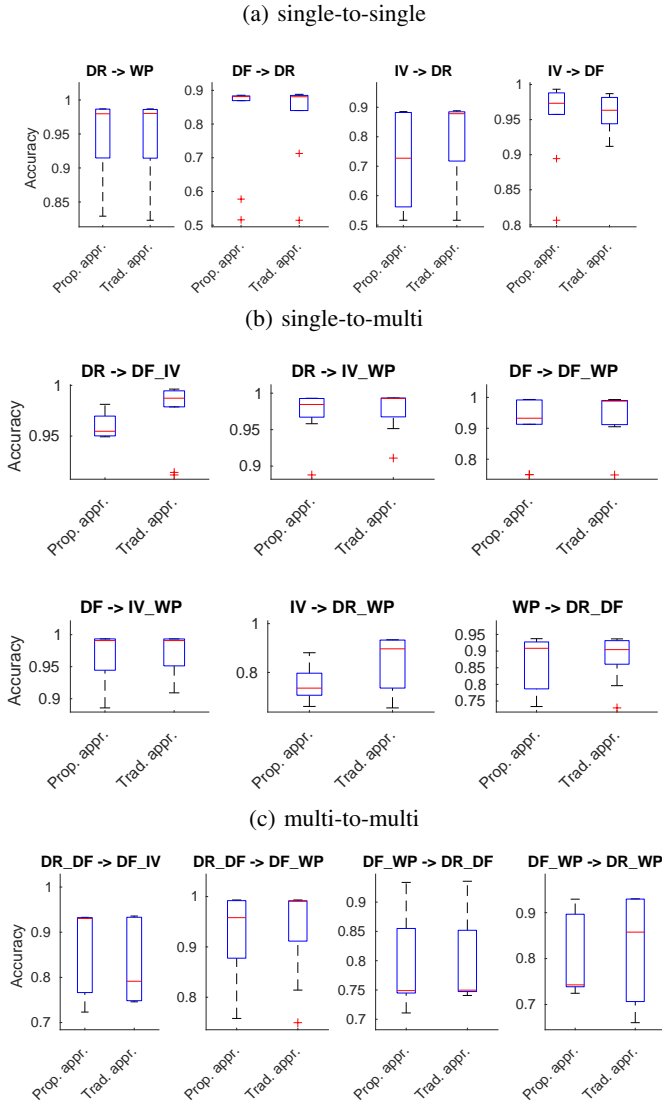 (a) single-to-single
DR -> WP DF -> DR IV -> DR IV -> DF
Accuracy
1 0.95 0.9 0.85
0.9 0.8 0.7 0.6 0.5
0.9 0.8 0.7 0.6 0.5
1 0.95 0.9 0.85 0.8
Prop. appr. Trad. appr. Prop. appr. Trad. appr. Prop. appr. Trad. appr. Prop. appr. Trad. appr.
(b) single-to-multi
DR -> DF_IV DR -> IV_WP DF -> DF_WP
Accuracy
1 0.95
1 0.95 0.9
1 0.9 0.8
Prop. appr. Trad. appr. Prop. appr. Trad. appr. Prop. appr. Trad. appr.
DF -> IV_WP IV -> DR_WP WP -> DR_DF
Accuracy
1 0.95 0.9
0.8
0.95 0.9 0.85 0.8 0.75
Prop. appr. Trad. appr. Prop. appr. Trad. appr. Prop. appr. Trad. appr.
(c) multi-to-multi
DR_DF -> DF_IV DR_DF -> DF_WP DF_WP -> DR_DF DF_WP -> DR_WP
Accuracy
1 0.9 0.8 0.7
1 0.9 0.8
0.95 0.9 0.85 0.8 0.75 0.7
1 0.9 0.8 0.7
Prop. appr. Trad. appr. Prop. appr. Trad. appr. Prop. appr. Trad. appr. Prop. appr. Trad. appr.